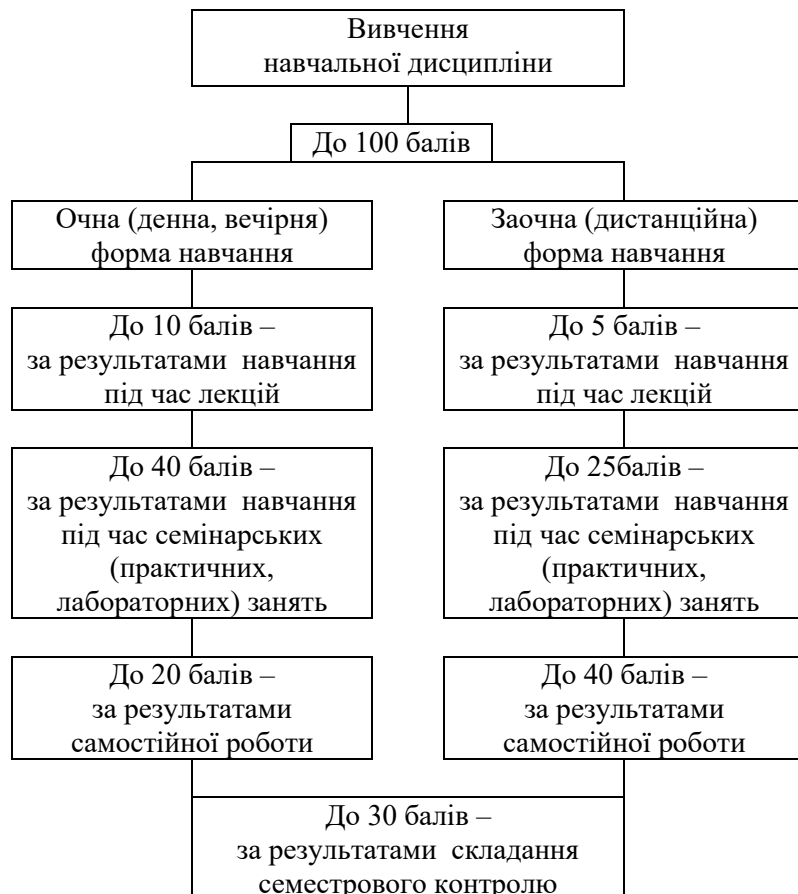 Вивчення
навчальної дисципліни
До 100 балів
Очна (денна, вечірня)
форма навчання
Заочна (дистанційна)
форма навчання
До 10 балів –
за результатами навчання
під час лекцій
До 5 балів –
за результатами навчання
під час лекцій
До 40 балів –
за результатами навчання
під час семінарських
(практичних,
лабораторних) занять
До 25балів –
за результатами навчання
під час семінарських
(практичних,
лабораторних) занять
До 20 балів –
за результатами
самостійної роботи
До 40 балів –
за результатами
самостійної роботи
До 30 балів –
за результатами складання
семестрового контролю